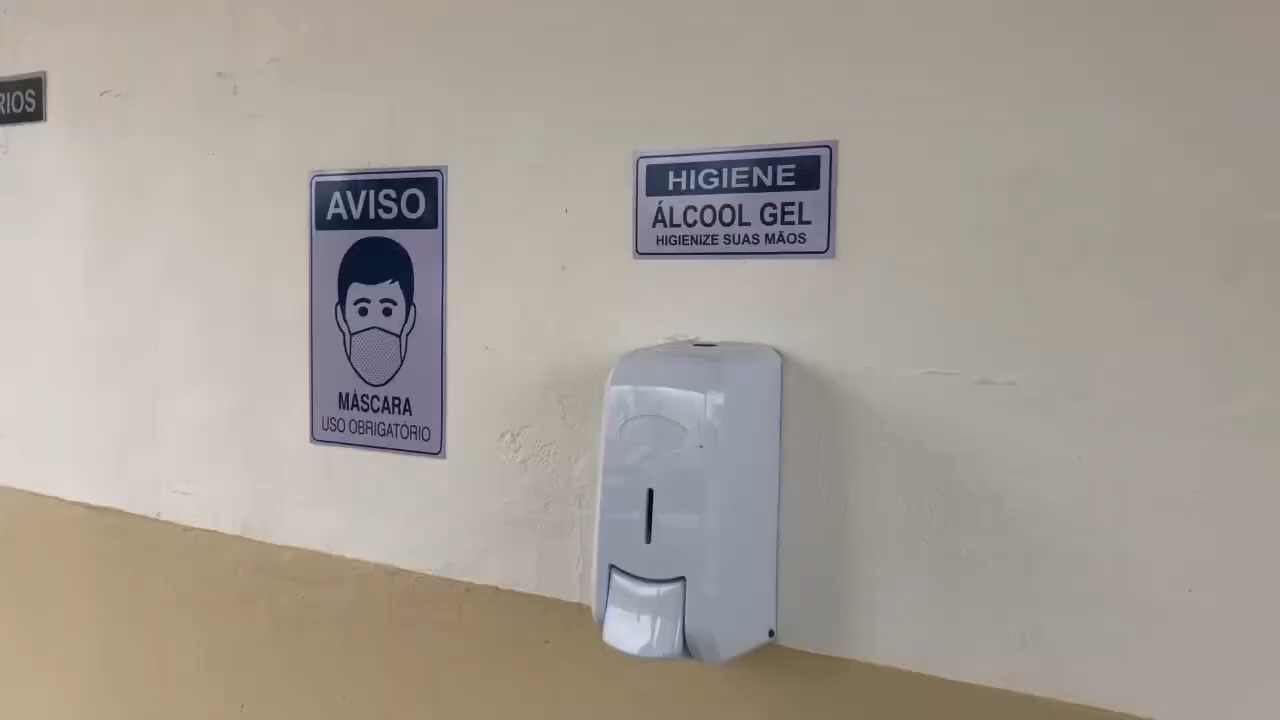 RIOS
AVISO
MÁSCARA
USO OBRIGATÓRIO
HIGIENE
ÁLCOOL GEL
HIGIENIZE SUAS MÃOS